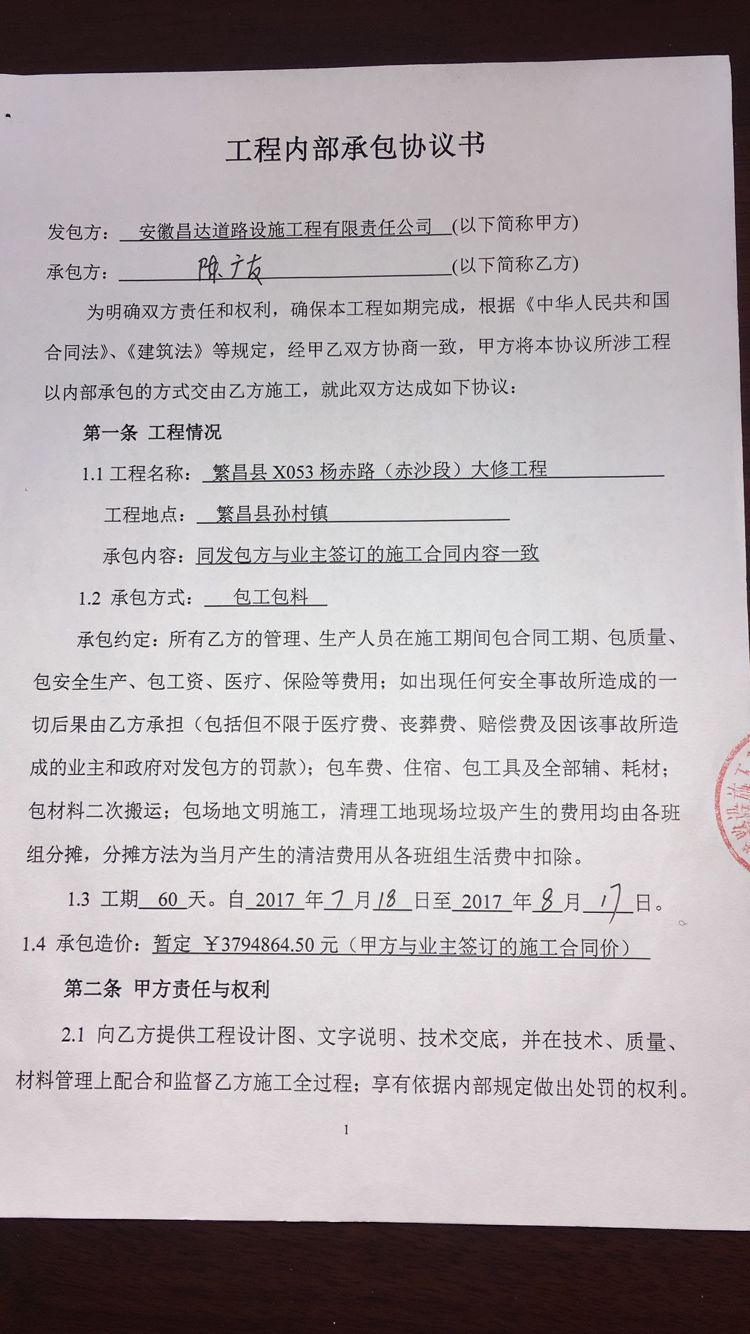 工程内部承包协议书
发包方：安徽昌达道路设施工程有限责任公司(以下简称甲方)
承包方：陈广友(以下简称乙方)
为明确双方责任和权利，确保本工程如期完成，根据《中华人民共和国
合同法》、《建筑法》等规定，经甲乙双方协商一致，甲方将本协议所涉工程
以内部承包的方式交由乙方施工，就此双方达成如下协议：
第一条 工程情况
1.1 工程名称：繁昌县 X053 杨赤路（赤沙段）大修工程
工程地点：繁昌县孙村镇
承包内容：同发包方与业主签订的施工合同内容一致
1.2 承包方式：包工包料
承包约定：所有乙方的管理、生产人员在施工期间包合同工期、包质量、
包安全生产、包工资、医疗、保险等费用；如出现任何安全事故所造成的一
切后果由乙方承担（包括但不限于医疗费、丧葬费、赔偿费及因该事故所造
成的业主和政府对发包方的罚款）；包车费、住宿、包工具及全部辅、耗材；
包材料二次搬运；包场地文明施工，清理工地现场垃圾产生的费用均由各班
组分摊，分摊方法为当月产生的清洁费用从各班组生活费中扣除。
1.3 工期 60 天。自 2017 年 7 月 18 日至 2017 年 8 月 17 日。
1.4 承包造价：暂定 ￥3794864.50 元（甲方与业主签订的施工合同价）
第二条 甲方责任与权利
2.1 向乙方提供工程设计图、文字说明、技术交底，并在技术、质量、
材料管理上配合和监督乙方施工全过程；享有依据内部规定做出处罚的权利。
1